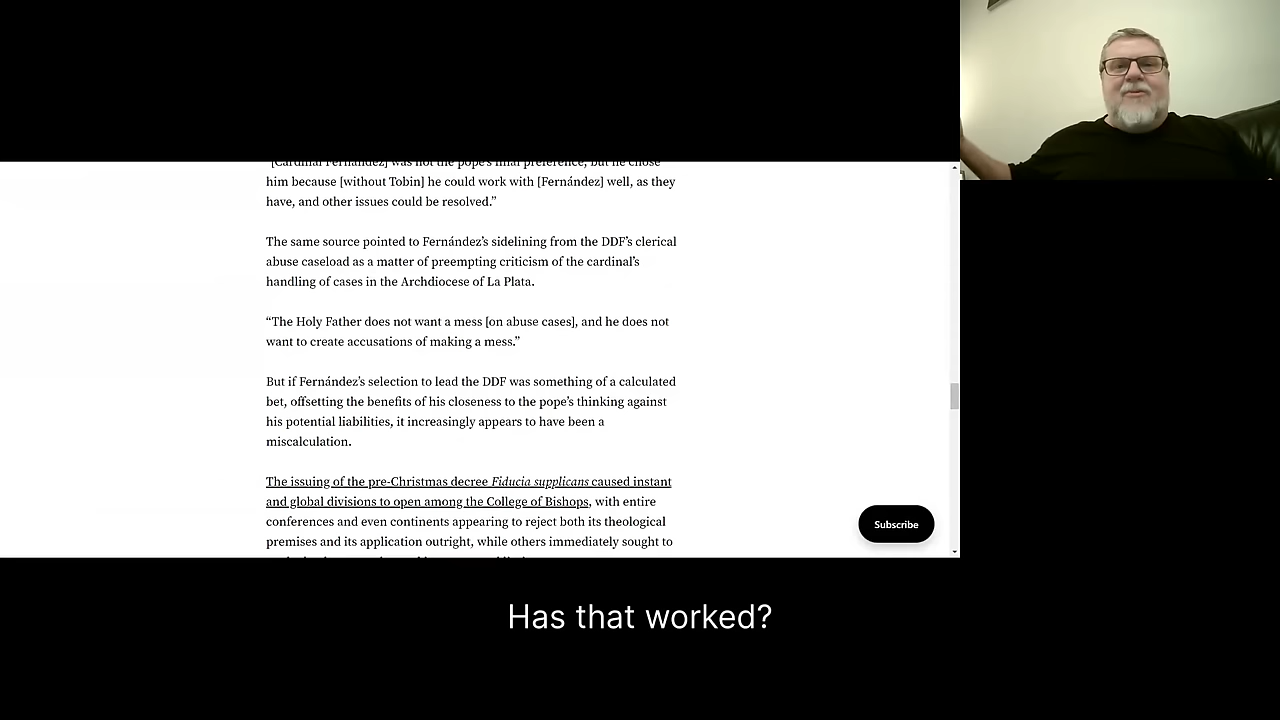 "[Cardinal Fernández] was not the pope's final preference, but he chose
him because [without Tobin] he could work with [Fernández] well, as they
have, and other issues could be resolved.”
The same source pointed to Fernández’s sidelining from the DDF’s clerical
abuse caseload as a matter of preempting criticism of the cardinal’s
handling of cases in the Archdiocese of La Plata.
“The Holy Father does not want a mess [on abuse cases], and he does not
want to create accusations of making a mess.”
But if Fernández’s selection to lead the DDF was something of a calculated
bet, offsetting the benefits of his closeness to the pope’s thinking against
his potential liabilities, it increasingly appears to have been a
miscalculation.
The issuing of the pre-Christmas decree Fiducia supplicans caused instant
and global divisions to open among the College of Bishops, with entire
conferences and even continents appearing to reject both its theological
premises and its application outright, while others immediately sought to
Subscribe
Has that worked?